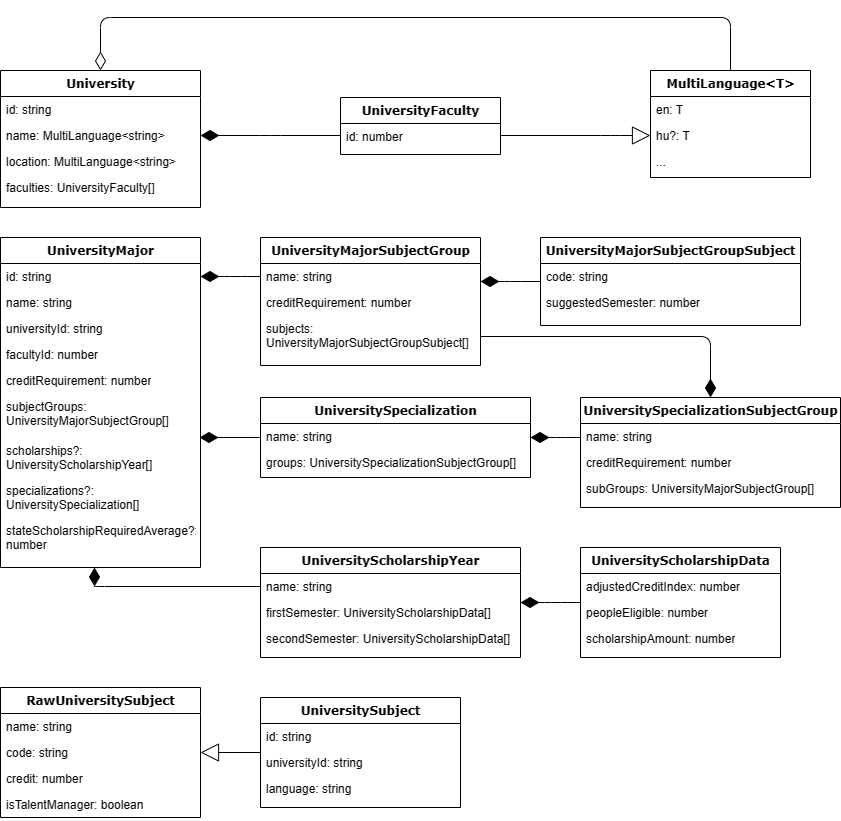 University
id: string
name: MultiLanguage<string>
location: MultiLanguage<string>
faculties: UniversityFaculty[]
UniversityFaculty
id: number
MultiLanguage<T>
en: T
hu?: T
...
UniversityMajor
id: string
name: string
universityId: string
facultyId: number
creditRequirement: number
subjectGroups:
UniversityMajorSubjectGroup[]
scholarships?:
UniversityScholarshipYear[]
specializations?:
UniversitySpecialization[]
stateScholarshipRequiredAverage?:
number
UniversityMajorSubjectGroup
name: string
creditRequirement: number
subjects:
UniversityMajorSubjectGroupSubject[]
UniversityMajorSubjectGroupSubject
code: string
suggestedSemester: number
UniversitySpecialization
name: string
groups: UniversitySpecializationSubjectGroup[]
UniversitySpecializationSubjectGroup
name: string
creditRequirement: number
subGroups: UniversityMajorSubjectGroup[]
UniversityScholarshipYear
name: string
firstSemester: UniversityScholarshipData[]
secondSemester: UniversityScholarshipData[]
UniversityScholarshipData
adjustedCreditIndex: number
peopleEligible: number
scholarshipAmount: number
RawUniversitySubject
name: string
code: string
credit: number
isTalentManager: boolean
UniversitySubject
id: string
universityId: string
language: string